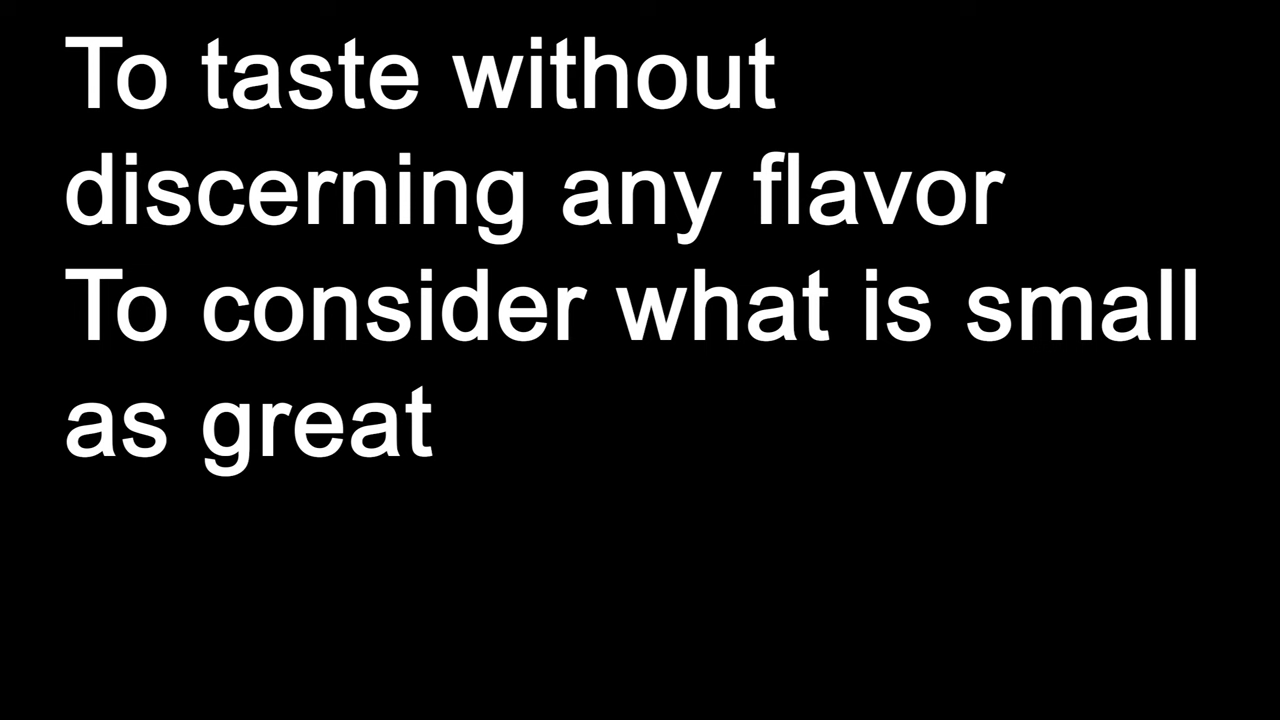 To taste without
discerning any flavor
To consider what is small
as great